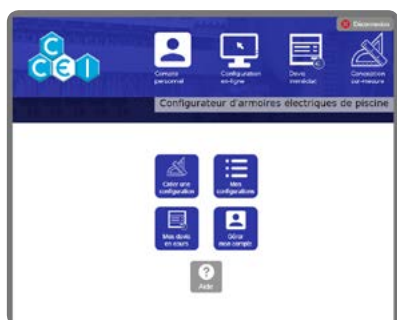 Déconnexion
C
CEI
Compte
personnel
Configuration
en-ligne
Devis
immédiat
Conception
sur-mesure
Configurateur d'armoires électriques de piscine
Créer une
configuration
Mes
configurations
Mes devis
en cours
Gérer
mon compte
?
Aide